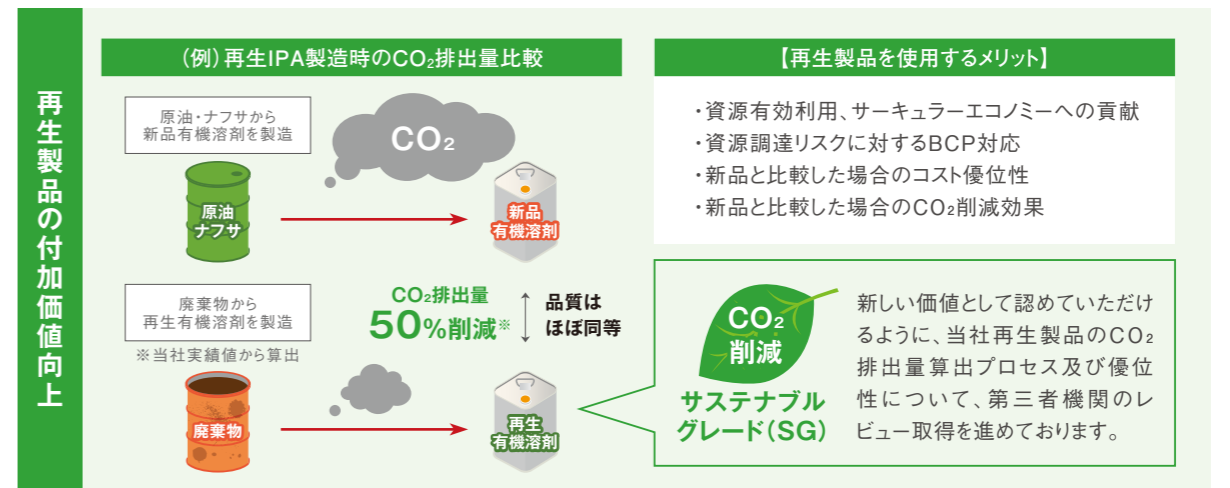 再生製品の付加価値向上
（例）再生IPA製造時のCO₂排出量比較
原油・ナフサから
新品有機溶剤を製造
CO₂
原油
ナフサ
新品
有機溶剤
廃棄物から
再生有機溶剤を製造
※当社実績値から算出
CO₂排出量
50%削減※
品質は
ほぼ同等
廃棄物
再生
有機溶剤
【再生製品を使用するメリット】
・資源有効利用、サーキュラーエコノミーへの貢献
・資源調達リスクに対するBCP対応
・新品と比較した場合のコスト優位性
・新品と比較した場合のCO₂削減効果
CO₂
削減
サステナブル
グレード（SG）
新しい価値として認めていただけ
るように、当社再生製品のCO₂
排出量算出プロセス及び優位
性について、第三者機関のレ
ビュー取得を進めております。